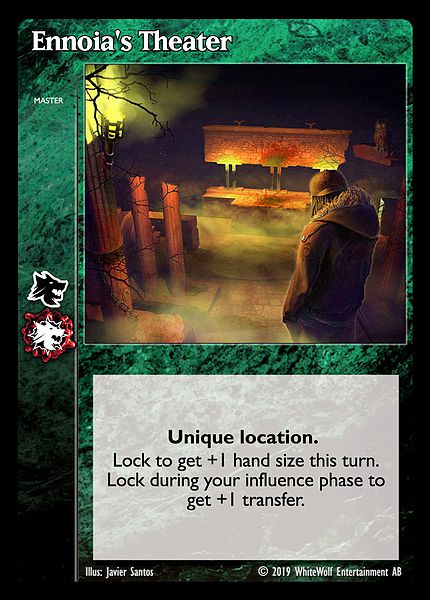 Ennoia's Theater
MASTER
Unique location.
Lock to get +1 hand size this turn.
Lock during your influence phase to
get +1 transfer.
Illus: Javier Santos
© 2019 WhiteWolf Entertainment AB